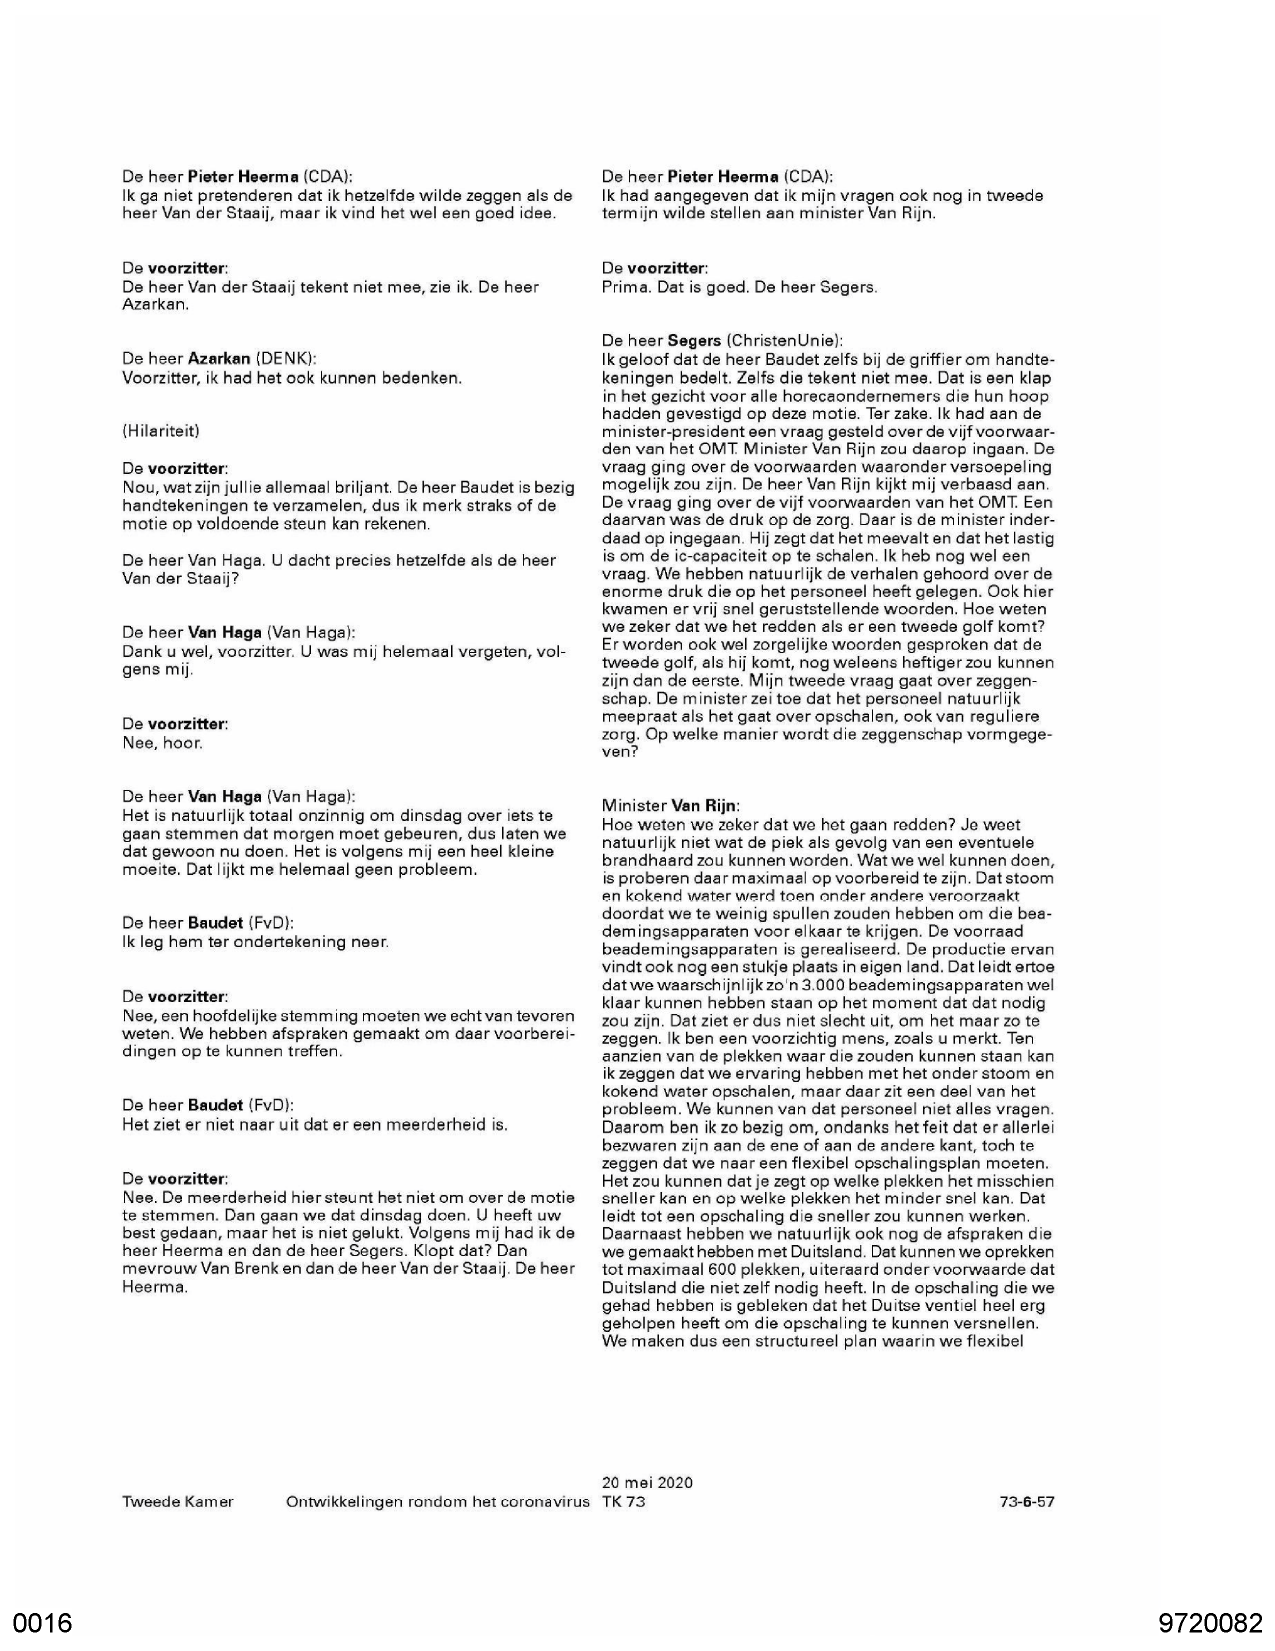 De heer Pieter Heerma (CDA):
Ik ga niet pretenderen dat ik hetzelfde wilde zeggen als de
heer Van der Staaij, maar ik vind het wel een goed idee.
De voorzitter:
De heer Van der Staaij tekent niet mee, zie ik. De heer
Azarkan.
De heer Azarkan (DENK):
Voorzitter, ik had het ook kunnen bedenken.
(Hilariteit)
De voorzitter:
Nou, wat zijn jullie allemaal briljant. De heer Baudet is bezig
handtekeningen te verzamelen, dus ik merk straks of de
motie op voldoende steun kan rekenen.
De heer Van Haga. U dacht precies hetzelfde als de heer
Van der Staaij?
De heer Van Haga (Van Haga):
Dank u wel, voorzitter. U was mij helemaal vergeten, vol-
gens mij.
De voorzitter:
Nee, hoor.
De heer Van Haga (Van Haga):
Het is natuurlijk totaal onzinnig om dinsdag over iets te
gaan stemmen dat morgen moet gebeuren, dus laten we
dat gewoon nu doen. Het is volgens mij een heel kleine
moeite. Dat lijkt me helemaal geen probleem.
De heer Baudet (FvD):
Ik leg hem ter ondertekening neer.
De voorzitter:
Nee, een hoofdelijke stemming moeten we echt van tevoren
weten. We hebben afspraken gemaakt om daar voorberei-
dingen op te kunnen treffen.
De heer Baudet (FvD):
Het ziet er niet naar uit dat er een meerderheid is.
De voorzitter:
Nee. De meerderheid hier steunt het niet om over de motie
te stemmen. Dan gaan we dat dinsdag doen. U heeft uw
best gedaan, maar het is niet gelukt. Volgens mij had ik de
heer Heerma en dan de heer Segers. Klopt dat? Dan
mevrouw Van Brenk en dan de heer Van der Staaij. De heer
Heerma.
De heer Pieter Heerma (CDA):
Ik had aangegeven dat ik mijn vragen ook nog in tweede
termijn wilde stellen aan minister Van Rijn.
De voorzitter:
Prima. Dat is goed. De heer Segers.
De heer Segers (ChristenUnie):
Ik geloof dat de heer Baudet zelfs bij de griffier om handte-
keningen bedelt. Zelfs die tekent niet mee. Dat is een klap
in het gezicht voor alle horecaondernemers die hun hoop
hadden gevestigd op deze motie. Ter zake. Ik had aan de
minister-president een vraag gesteld over de vijf voorwaar-
den van het OMT. Minister Van Rijn zou daarop ingaan. De
vraag ging over de voorwaarden waaronder versoepeling
mogelijk zou zijn. De heer Van Rijn kijkt mij verbaasd aan.
De vraag ging over de vijf voorwaarden van het OMT. Een
daarvan was de druk op de zorg. Daar is de minister inder-
daad op ingegaan. Hij zegt dat het meevalt en dat het lastig
is om de ic-capaciteit op te schalen. Ik heb nog wel een
vraag. We hebben natuurlijk de verhalen gehoord over de
enorme druk die op het personeel heeft gelegen. Ook hier
kwamen er vrij snel geruststellende woorden. Hoe weten
we zeker dat we het redden als er een tweede golf komt?
Er worden ook wel zorgelijke woorden gesproken dat de
tweede golf, als hij komt, nog weleens heftiger zou kunnen
zijn dan de eerste. Mijn tweede vraag gaat over zeggen-
schap. De minister zei toe dat het personeel natuurlijk
meepraat als het gaat over opschalen, ook van reguliere
zorg. Op welke manier wordt die zeggenschap vormgege-
ven?
Minister Van Rijn:
Hoe weten we zeker dat we het gaan redden? Je weet
natuurlijk niet wat de piek als gevolg van een eventuele
brandhaard zou kunnen worden. Wat we wel kunnen doen,
is proberen daar maximaal op voorbereid te zijn. Dat stoom
en kokend water werd toen onder andere veroorzaakt
doordat we te weinig spullen zouden hebben om die bea-
demingsapparaten voor elkaar te krijgen. De voorraad
beademingsapparaten is gerealiseerd. De productie ervan
vindt ook nog een stukje plaats in eigen land. Dat leidt ertoe
dat we waarschijnlijk zo'n 3.000 beademingsapparaten wel
klaar kunnen hebben staan op het moment dat dat nodig
zou zijn. Dat ziet er dus niet slecht uit, om het maar zo te
zeggen. Ik ben een voorzichtig mens, zoals u merkt. Ten
aanzien van de plekken waar die zouden kunnen staan kan
ik zeggen dat we ervaring hebben met het onder stoom en
kokend water opschalen, maar daar zit een deel van het
probleem. We kunnen van dat personeel niet alles vragen.
Daarom ben ik zo bezig om, ondanks het feit dat er allerlei
bezwaren zijn aan de ene of aan de andere kant, toch te
zeggen dat we naar een flexibel opschalingsplan moeten.
Het zou kunnen dat je zegt op welke plekken het misschien
sneller kan en op welke plekken het minder snel kan. Dat
leidt tot een opschaling die sneller zou kunnen werken.
Daarnaast hebben we natuurlijk ook nog de afspraken die
we gemaakt hebben met Duitsland. Dat kunnen we oprekken
tot maximaal 600 plekken, uiteraard onder voorwaarde dat
Duitsland die niet zelf nodig heeft. In de opschaling die we
gehad hebben is gebleken dat het Duitse ventiel heel erg
geholpen heeft om die opschaling te kunnen versnellen.
We maken dus een structureel plan waarin we flexibel
20 mei 2020
Tweede Kamer Ontwikkelingen rondom het coronavirus TK 73 73-6-57
0016 9720082